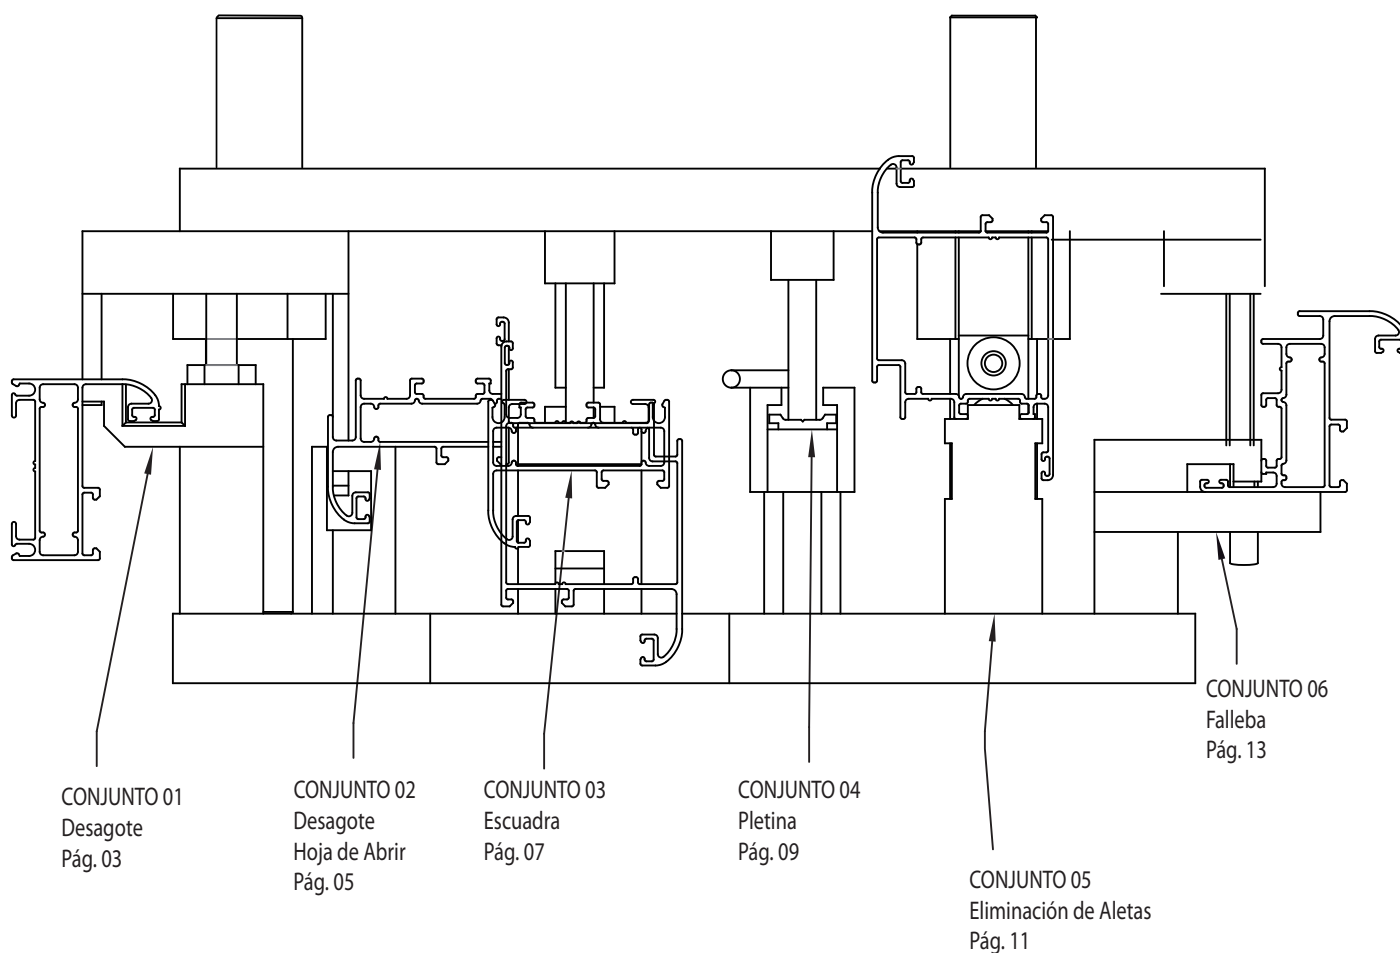 CONJUNTO 01
Desagote
Pág. 03
CONJUNTO 02
Desagote
Hoja de Abrir
Pág. 05
CONJUNTO 03
Escuadra
Pág. 07
CONJUNTO 04
Pletina
Pág. 09
CONJUNTO 05
Eliminación de Aletas
Pág. 11
CONJUNTO 06
Falleba
Pág. 13